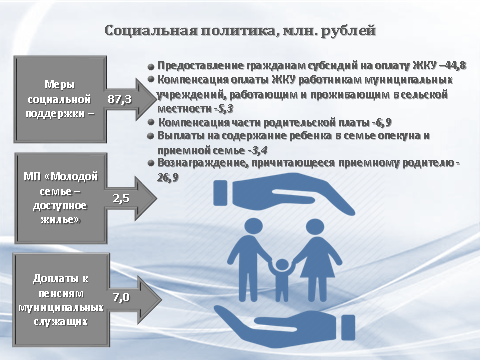 Социальная политика, млн. рублей
Меры
социальной
поддержки –
87,3
Предоставление гражданам субсидий на оплату ЖКУ –44,8
Компенсация оплаты ЖКУ работникам муниципальных
учреждений, работающим и проживающим в сельской
местности -5,3
Компенсация части родительской платы -6,9
Выплаты на содержание ребенка в семье опекуна и
приемной семье -3,4
Вознаграждение, причитающееся приемному родителю -
26,9
МП «Молодой
семье –
доступное
жилье»
2,5
Доплаты к
пенсиям
муниципальных
служащих
7,0